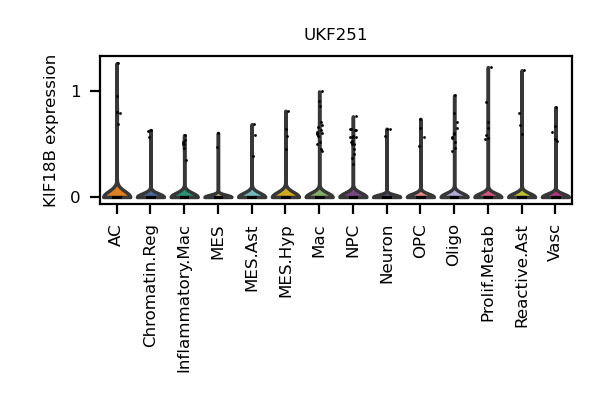 UKF251
KIF18B expression
1
0
AC
Chromatin.Reg
Inflammatory.Mac
MES
MES.Ast
MES.Hyp
Mac
NPC
Neuron
OPC
Oligo
Prolif.Metab
Reactive.Ast
Vasc